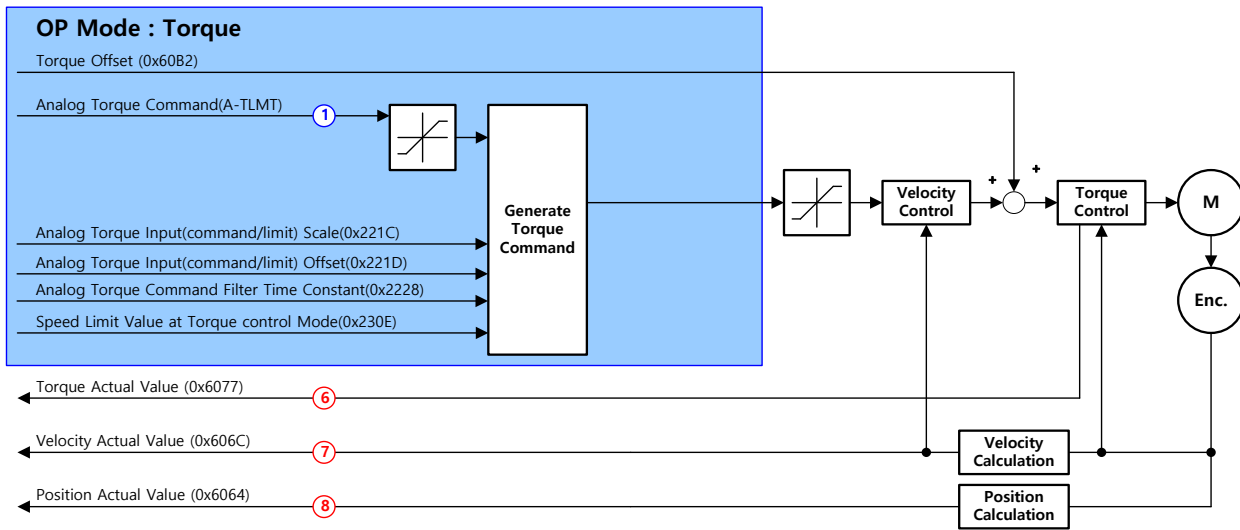 OP Mode : Torque
Torque Offset (0x60B2)
Analog Torque Command(A-TLMT)
1
Analog Torque Input(command/limit) Scale(0x221C)
Analog Torque Input(command/limit) Offset(0x221D)
Analog Torque Command Filter Time Constant(0x2228)
Speed Limit Value at Torque control Mode(0x230E)
Generate
Torque
Command
Velocity
Control
+
+
Torque
Control
M
Enc.
Torque Actual Value (0x6077)
6
Velocity Actual Value (0x606C)
7
Velocity
Calculation
Position Actual Value (0x6064)
8
Position
Calculation